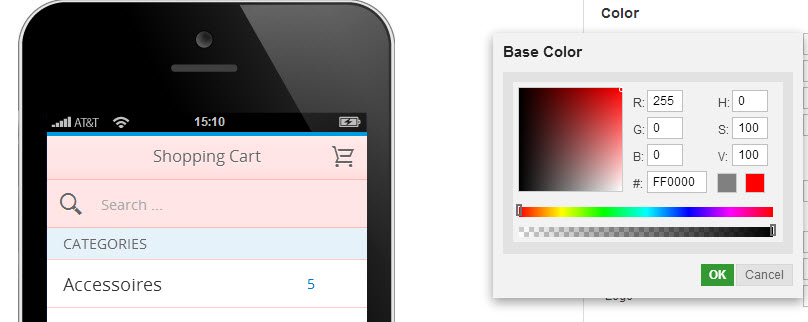 Color
Base Color
R: 255 H: 0
G: 0 S: 100
B: 0 V: 100
#: FF0000
OK Cancel
AT&T 15:10
Shopping Cart
Search ...
CATEGORIES
Accessoires 5